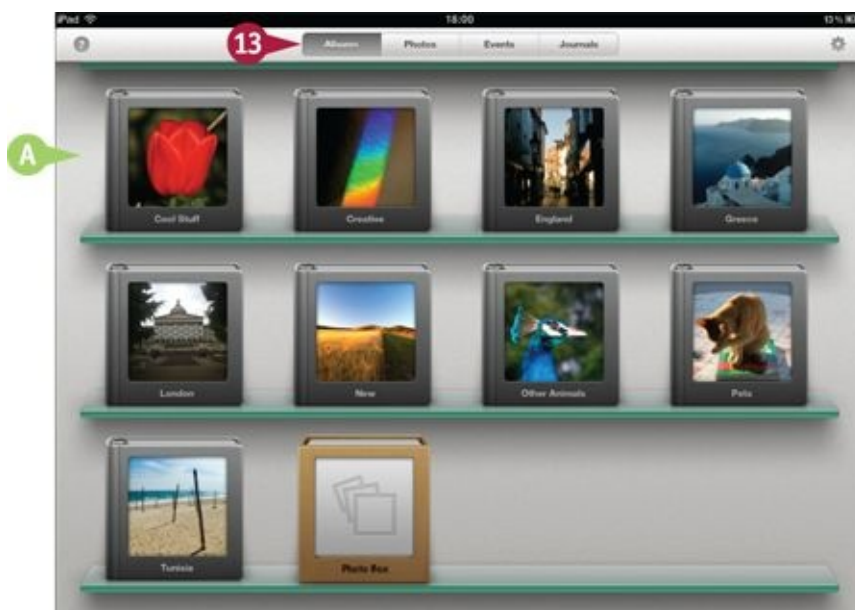 iPad 18:00 13%
13 Albums Photos Events Journals
A
Cool Stuff Creative England Greece
London New Other Animals Pets
Tunisia Photo Box